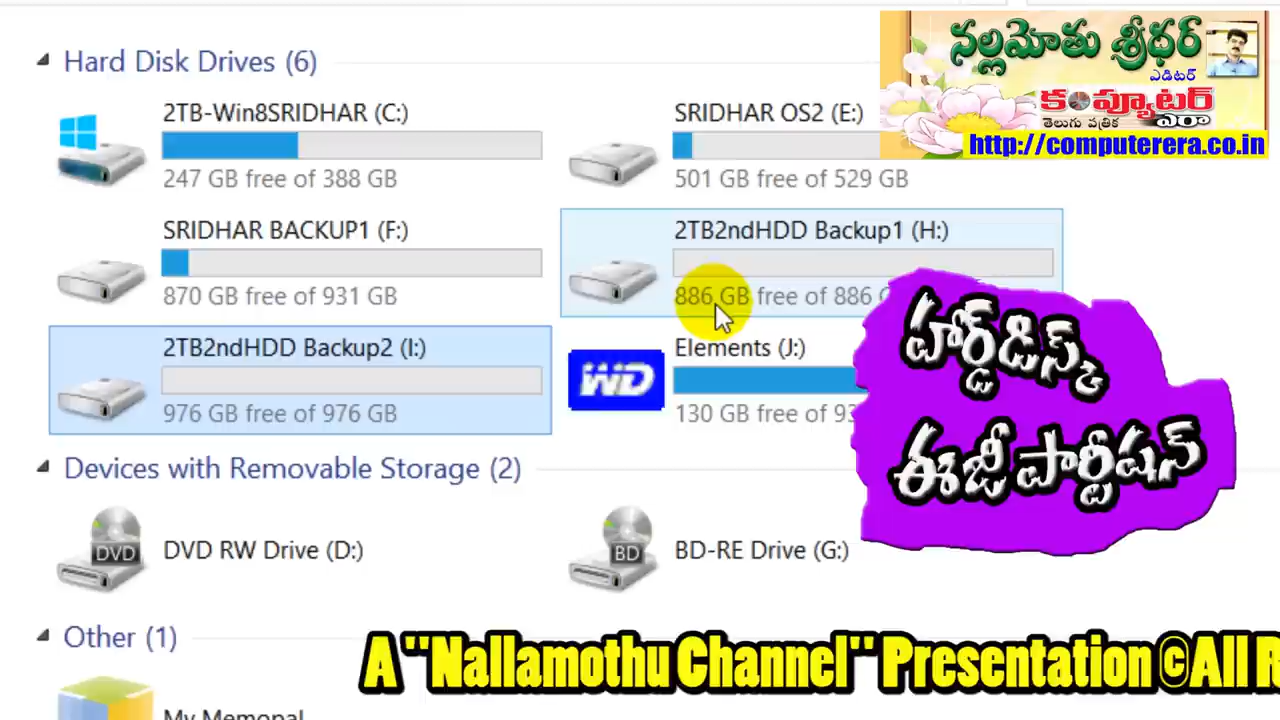 Hard Disk Drives (6)
2TB-Win8SRIDHAR (C:)
247 GB free of 388 GB
SRIDHAR OS2 (E:)
501 GB free of 529 GB
SRIDHAR BACKUP1 (F:)
870 GB free of 931 GB
2TB2ndHDD Backup1 (H:)
886 GB free of 886
2TB2ndHDD Backup2 (I:)
976 GB free of 976 GB
WD
Elements (J:)
130 GB free of
Devices with Removable Storage (2)
DVD
DVD RW Drive (D:)
BD
BD-RE Drive (G:)
Other (1)
నల్లమోతు శ్రీధర్
ఎడిటర్
కంప్యూటర్
ఎరా
తెలుగు పత్రిక
http://computerera.co.in
హార్డ్‌డిస్క్
ఈజీ పార్టీషన్
A "Nallamothu Channel" Presentation ©All R